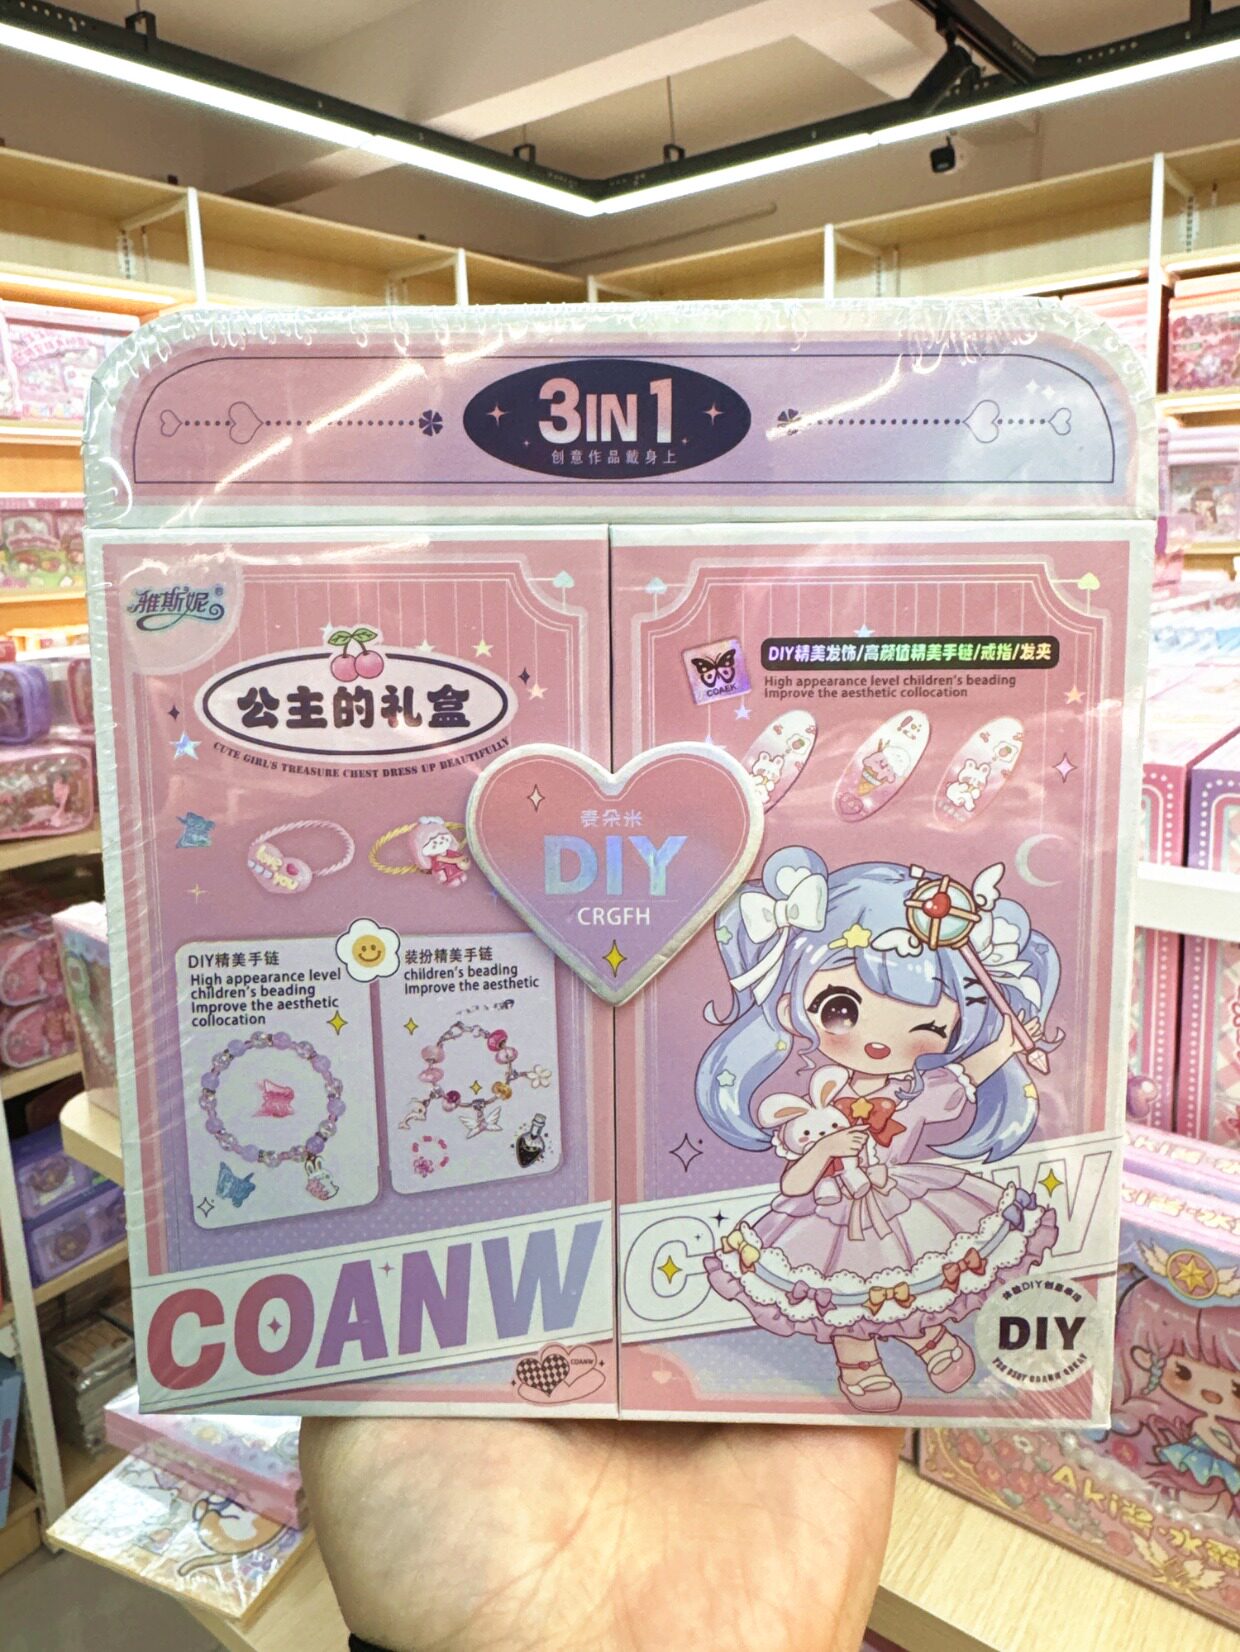 3IN1
创意作品戴身上
雅斯妮®
公主的礼盒
CUTE GIRL'S TREASURE CHEST DRESS UP BEAUTIFULLY
COAEK
DIY精美发饰/高颜值精美手链/戒指/发夹
High appearance level children's beading
Improve the aesthetic collocation
麦朵米
DIY
CRGFH
DIY精美手链
High appearance level
children's beading
Improve the aesthetic
collocation
装扮精美手链
children's beading
Improve the aesthetic
COANW
COANW
DIY